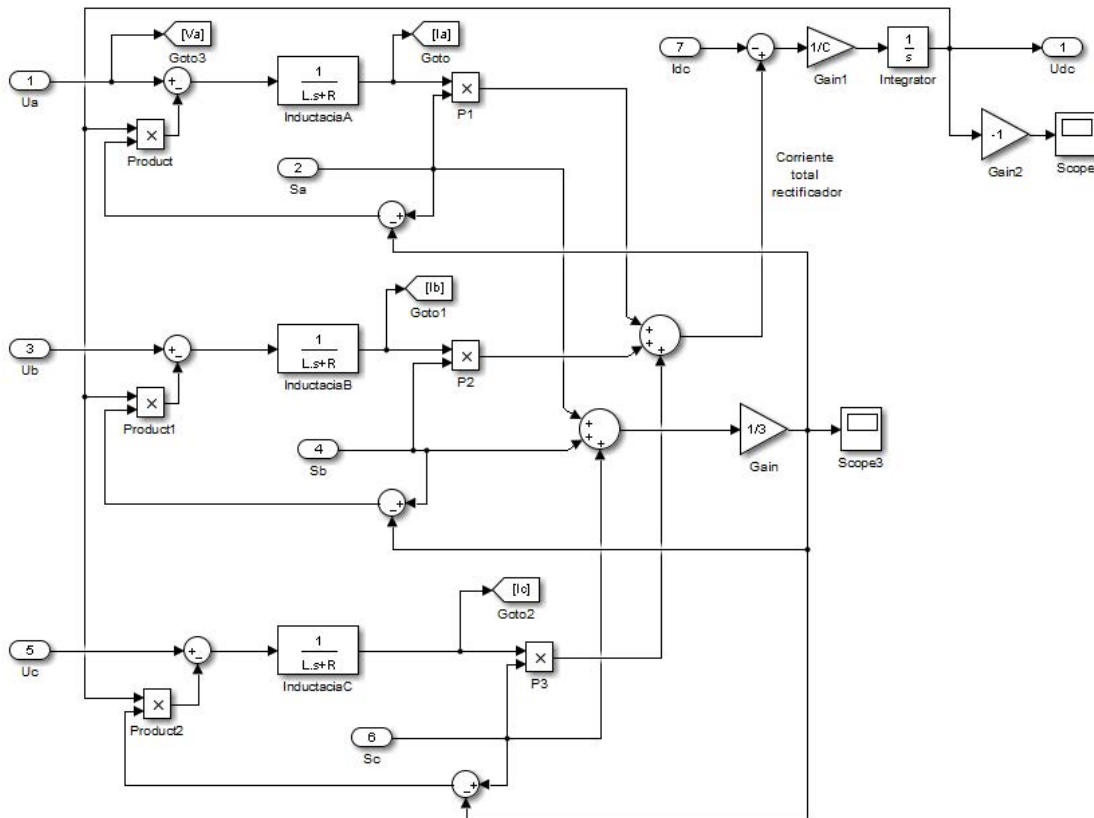 [Va]
Goto3
1
Ua
+
−
1
L.s+R
InductaciaA
[Ia]
Goto
×
P1
×
Product
2
Sa
−
+
7
Idc
−
+
1/C
Gain1
1
s
Integrator
1
Udc
-1
Gain2
Scope
Corriente
total
rectificador
[Ib]
Goto1
3
Ub
+
−
1
L.s+R
InductaciaB
×
P2
×
Product1
+
+
+
4
Sb
+
+
+
1/3
Gain
Scope3
−
+
[Ic]
Goto2
5
Uc
+
−
1
L.s+R
InductaciaC
×
P3
×
Product2
6
Sc
−
+